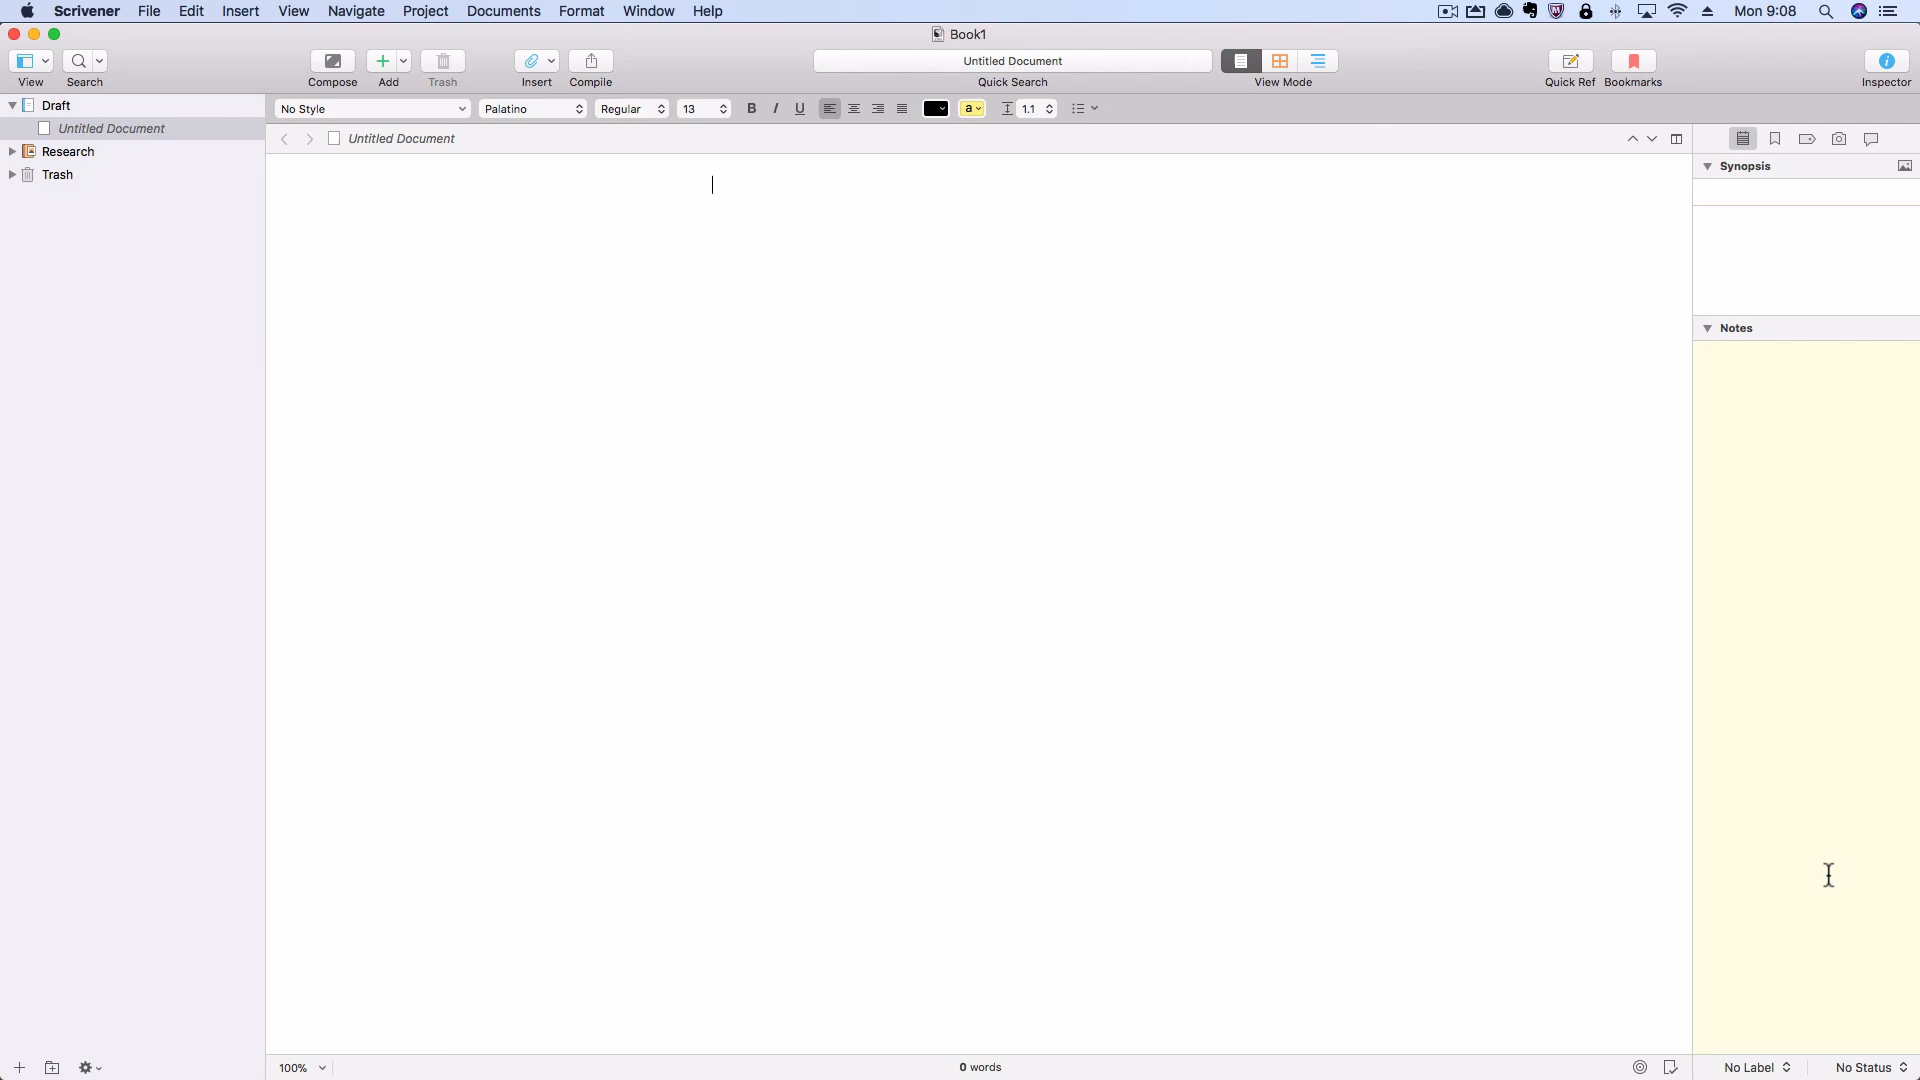 Scrivener File Edit Insert View Navigate Project Documents Format Window Help Mon 9:08
Book1
Untitled Document
View Search Compose Add Trash Insert Compile Quick Search View Mode Quick Ref Bookmarks Inspector
Draft
Untitled Document
Research
Trash
No Style Palatino Regular 13 B I U a 1.1
Untitled Document
Synopsis
Notes
100% 0 words No Label No Status